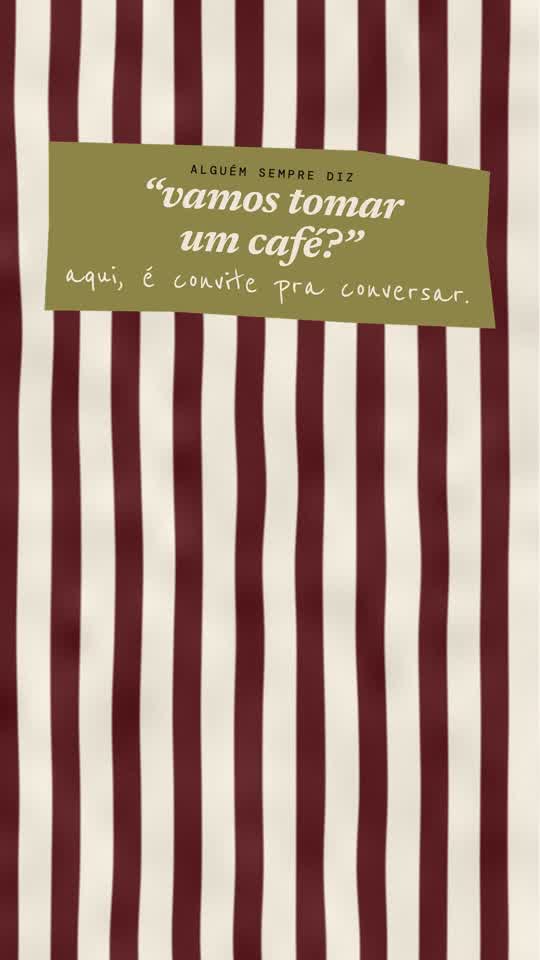 ALGUÉM SEMPRE DIZ
“vamos tomar
um café?”
aqui, é convite pra conversar.